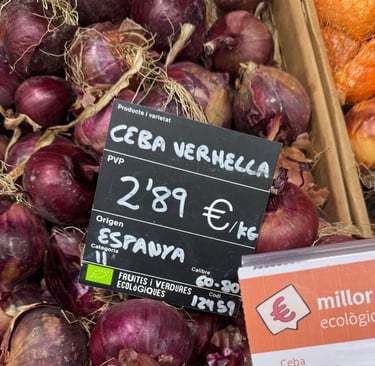 Producte i varietat
CEBA VERMELLA
PVP
2'89 €/KG
Origen
ESPANYA
Categoria Calibre
II 60-90
FRUITES I VERDURES Codi
ECOLÒGIQUES 12459
millor
ecològic
Ceba